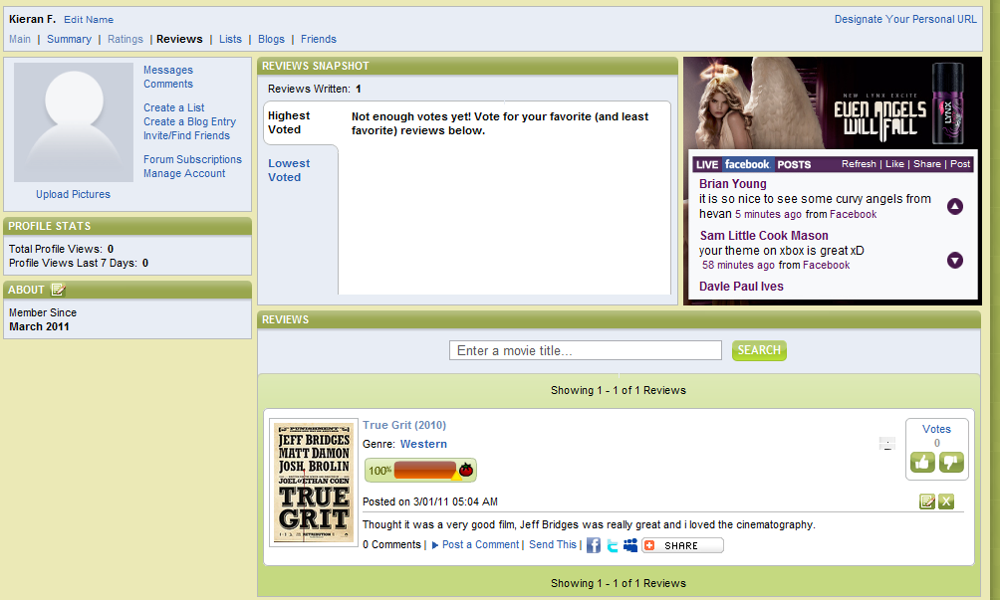 Kieran F. Edit Name
Designate Your Personal URL
Main | Summary | Ratings | Reviews | Lists | Blogs | Friends
Messages
Comments
Create a List
Create a Blog Entry
Invite/Find Friends
Forum Subscriptions
Manage Account
Upload Pictures
PROFILE STATS
Total Profile Views: 0
Profile Views Last 7 Days: 0
ABOUT
Member Since
March 2011
REVIEWS SNAPSHOT
Reviews Written: 1
Highest
Voted
Lowest
Voted
Not enough votes yet! Vote for your favorite (and least
favorite) reviews below.
NEW LYNX EXCITE
EVEN ANGELS
WILL FALL
LYNX
LIVE facebook POSTS Refresh | Like | Share | Post
Brian Young
it is so nice to see some curvy angels from
hevan 5 minutes ago from Facebook
Sam Little Cook Mason
your theme on xbox is great xD
58 minutes ago from Facebook
Davie Paul Ives
REVIEWS
Enter a movie title...
SEARCH
Showing 1 - 1 of 1 Reviews
PUNISHMENT
JEFF BRIDGES
MATT DAMON
JOSH BROLIN
JOEL & ETHAN COEN
TRUE
GRIT
RETRIBUTION
True Grit (2010)
Genre: Western
100%
Votes
0
Posted on 3/01/11 05:04 AM
Thought it was a very good film, Jeff Bridges was really great and i loved the cinematography.
0 Comments | Post a Comment | Send This | SHARE
Showing 1 - 1 of 1 Reviews